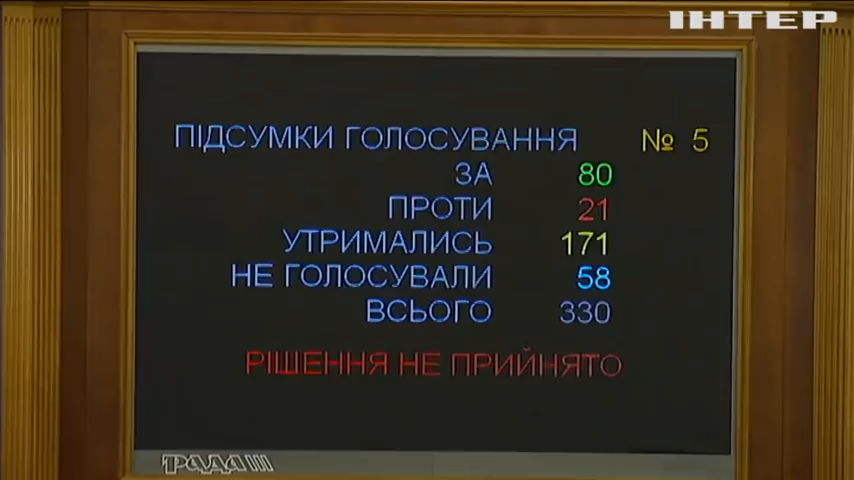 ІНТЕР
ПІДСУМКИ ГОЛОСУВАННЯ № 5
ЗА 80
ПРОТИ 21
УТРИМАЛИСЬ 171
НЕ ГОЛОСУВАЛИ 58
ВСЬОГО 330
РІШЕННЯ НЕ ПРИЙНЯТО
РАДА III